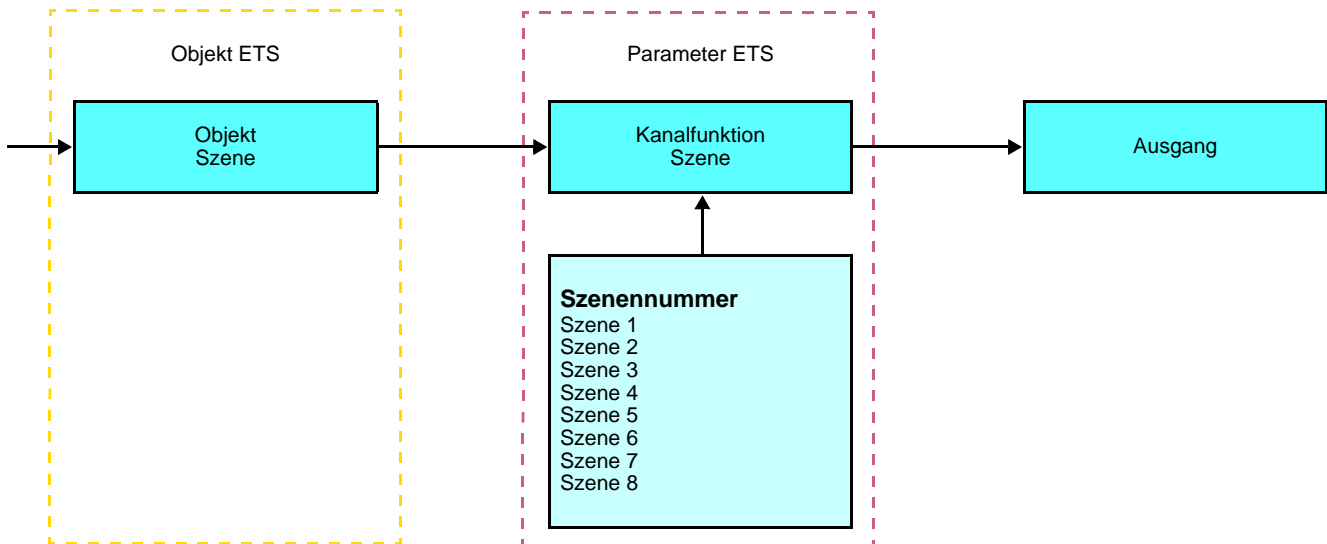 Objekt ETS
Parameter ETS
Objekt
Szene
Kanalfunktion
Szene
Ausgang
Szenennummer
Szene 1
Szene 2
Szene 3
Szene 4
Szene 5
Szene 6
Szene 7
Szene 8